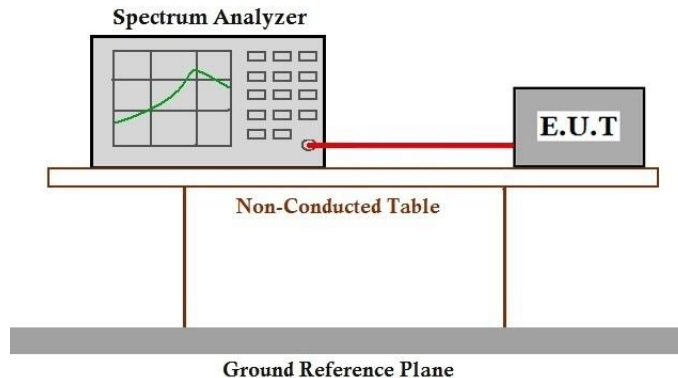 Spectrum Analyzer
E.U.T
Non-Conducted Table
Ground Reference Plane